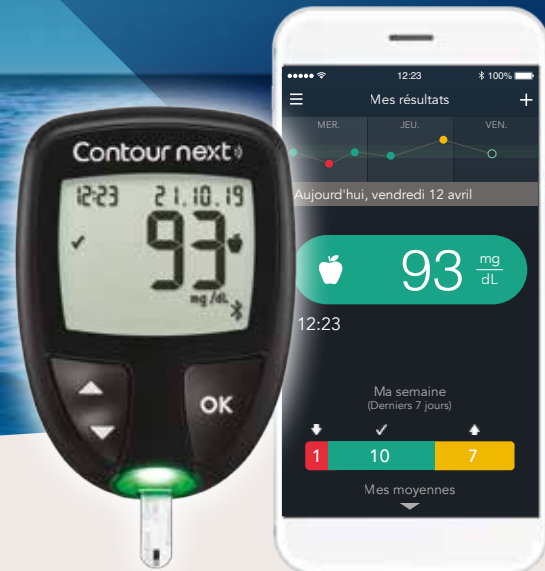 Contour next
12:23 21.10.19
93
mg/dL
OK
12:23 100%
Mes résultats
MER. JEU. VEN.
Aujourd'hui, vendredi 12 avril
93 mg
dL
12:23
Ma semaine
(Derniers 7 jours)
1 10 7
Mes moyennes